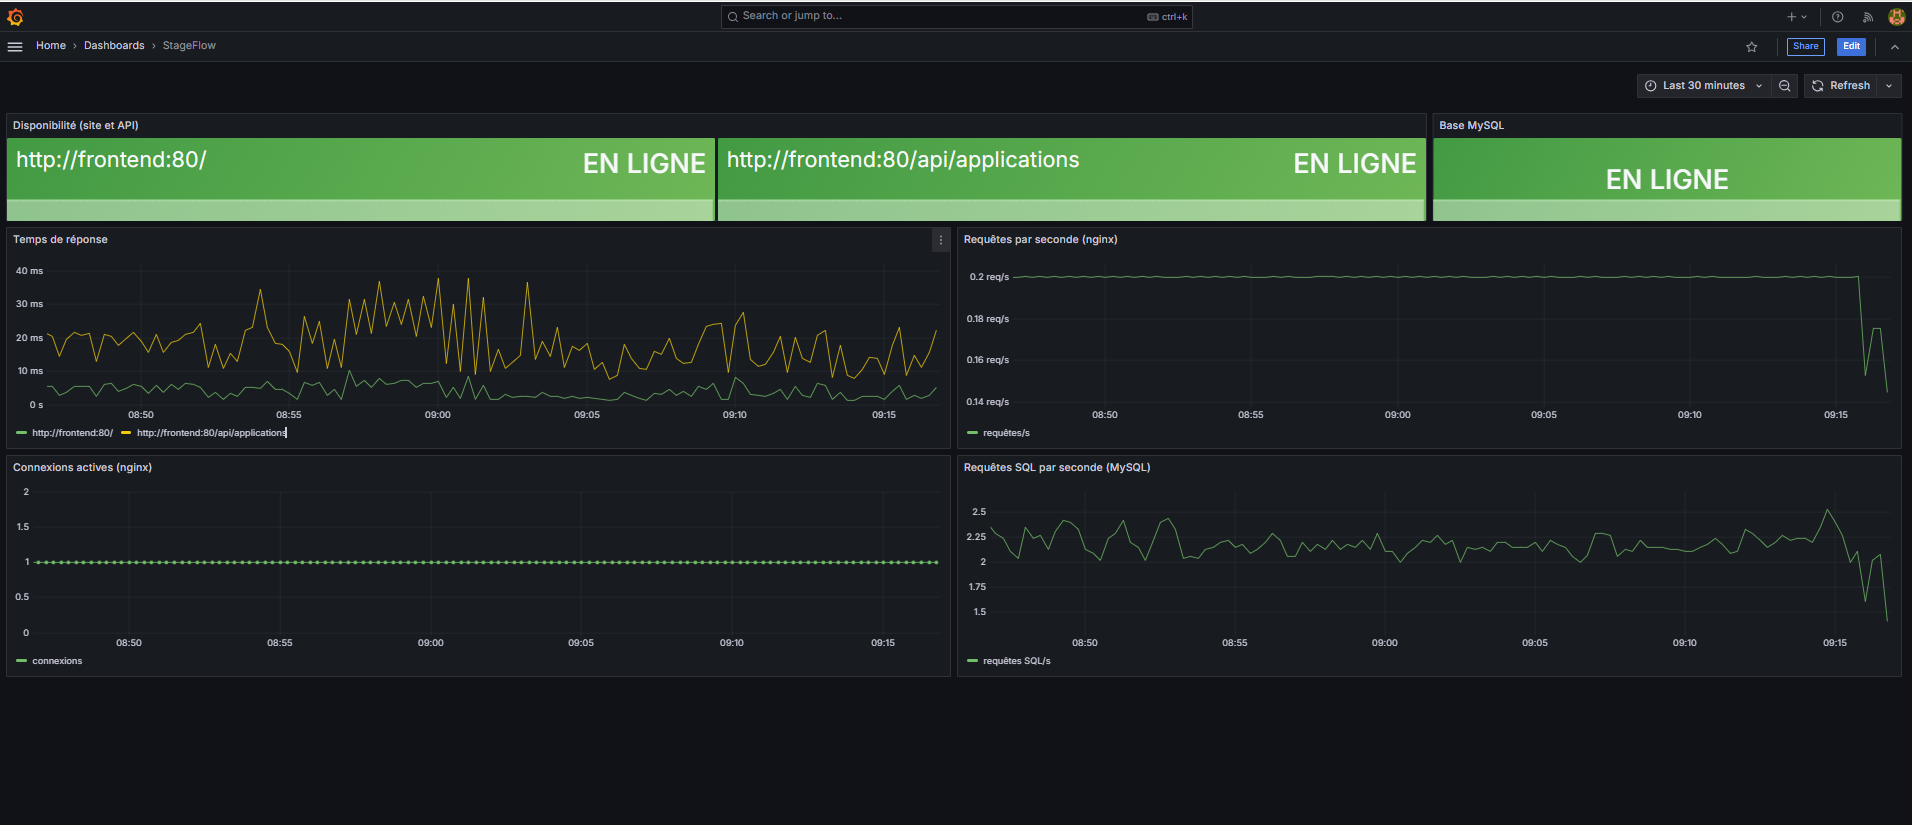 Search or jump to...
ctrl+k
Home › Dashboards › StageFlow
Share
Edit
Last 30 minutes
Refresh
Disponibilité (site et API)
http://frontend:80/
EN LIGNE
http://frontend:80/api/applications
EN LIGNE
Base MySQL
EN LIGNE
Temps de réponse
40 ms
30 ms
20 ms
10 ms
0 s
08:50 08:55 09:00 09:05 09:10 09:15
http://frontend:80/ http://frontend:80/api/applications
Requêtes par seconde (nginx)
0.2 req/s
0.18 req/s
0.16 req/s
0.14 req/s
08:50 08:55 09:00 09:05 09:10 09:15
requêtes/s
Connexions actives (nginx)
2
1.5
1
0.5
0
08:50 08:55 09:00 09:05 09:10 09:15
connexions
Requêtes SQL par seconde (MySQL)
2.5
2.25
2
1.75
1.5
08:50 08:55 09:00 09:05 09:10 09:15
requêtes SQL/s